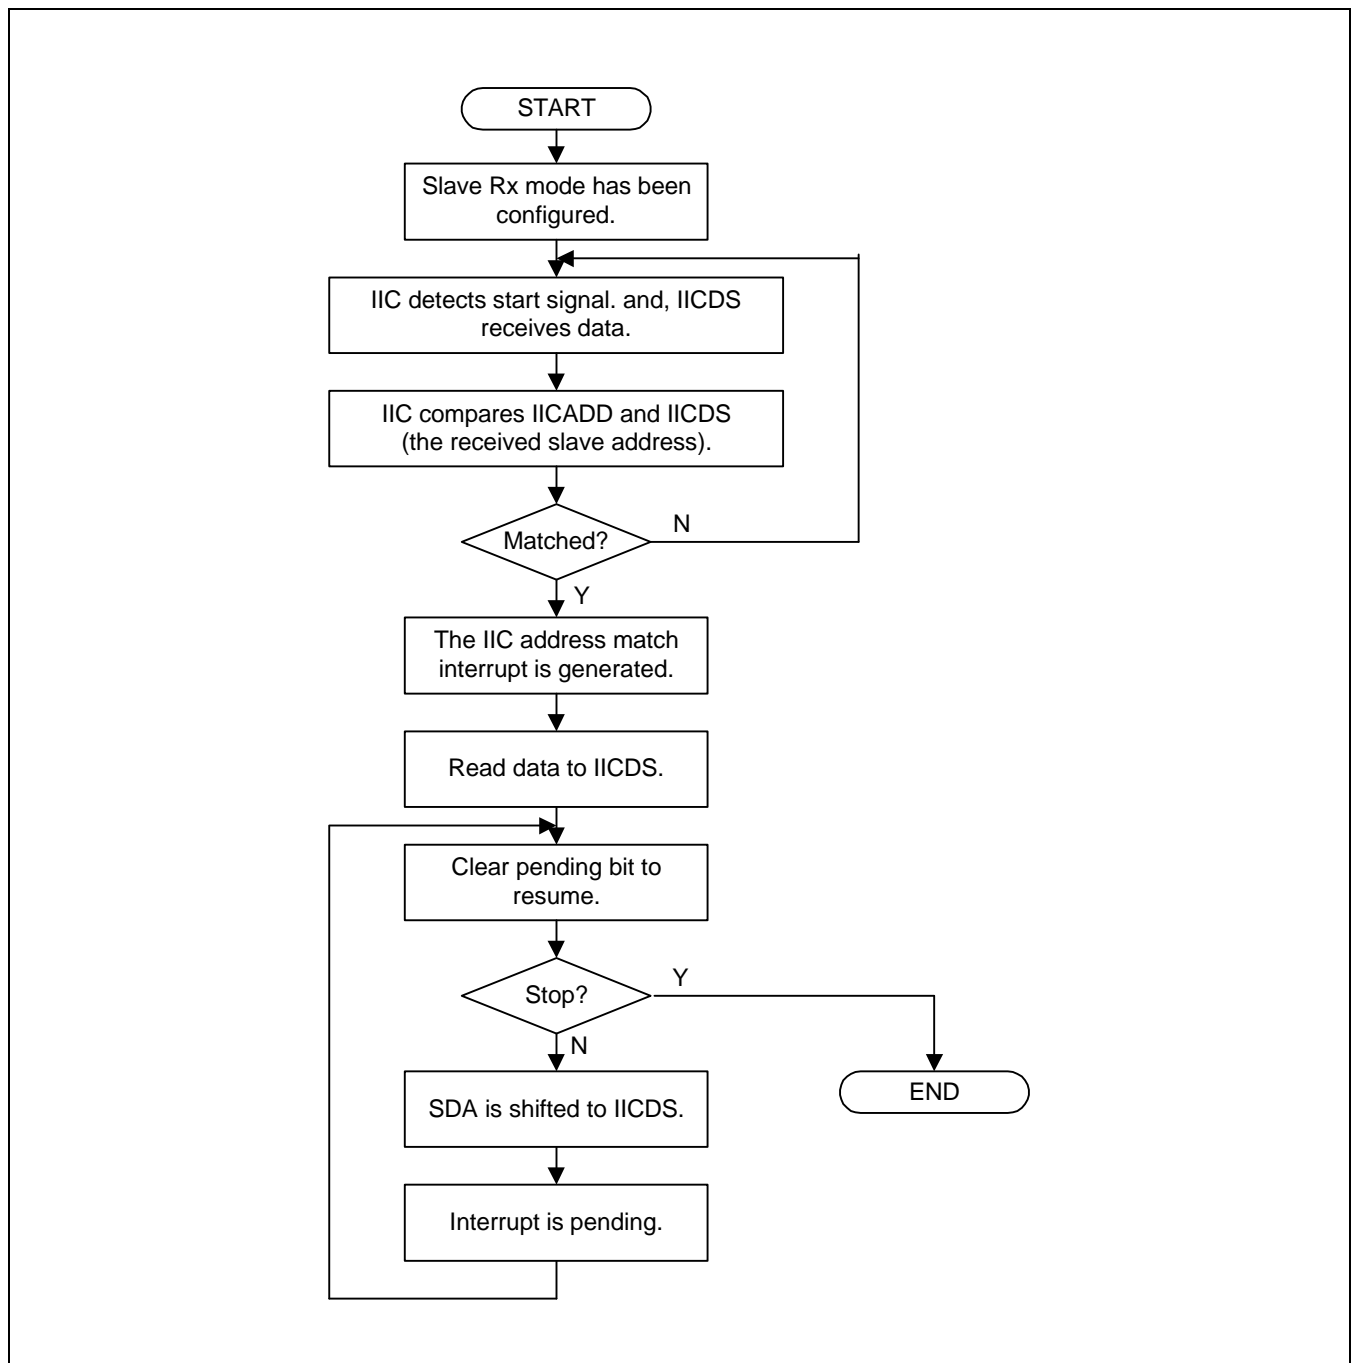 START
Slave Rx mode has been
configured.
IIC detects start signal. and, IICDS
receives data.
IIC compares IICADD and IICDS
(the received slave address).
Matched?
N
Y
The IIC address match
interrupt is generated.
Read data to IICDS.
Clear pending bit to
resume.
Stop?
Y
N
SDA is shifted to IICDS.
END
Interrupt is pending.